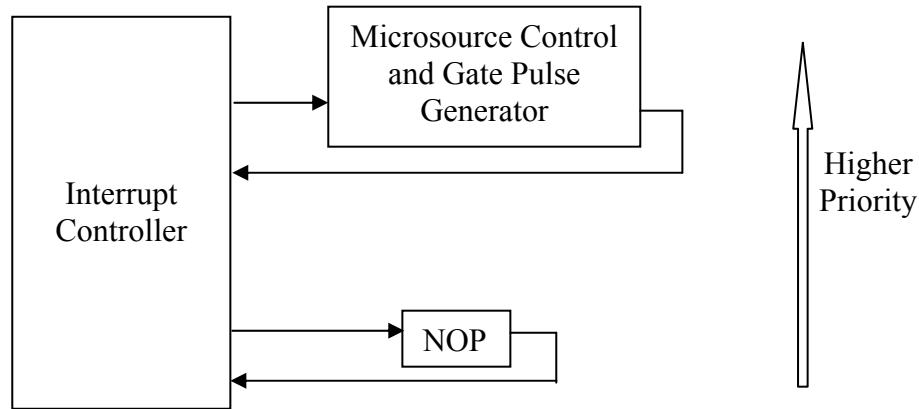 Microsource Control
and Gate Pulse
Generator
Interrupt
Controller
Higher
Priority
NOP